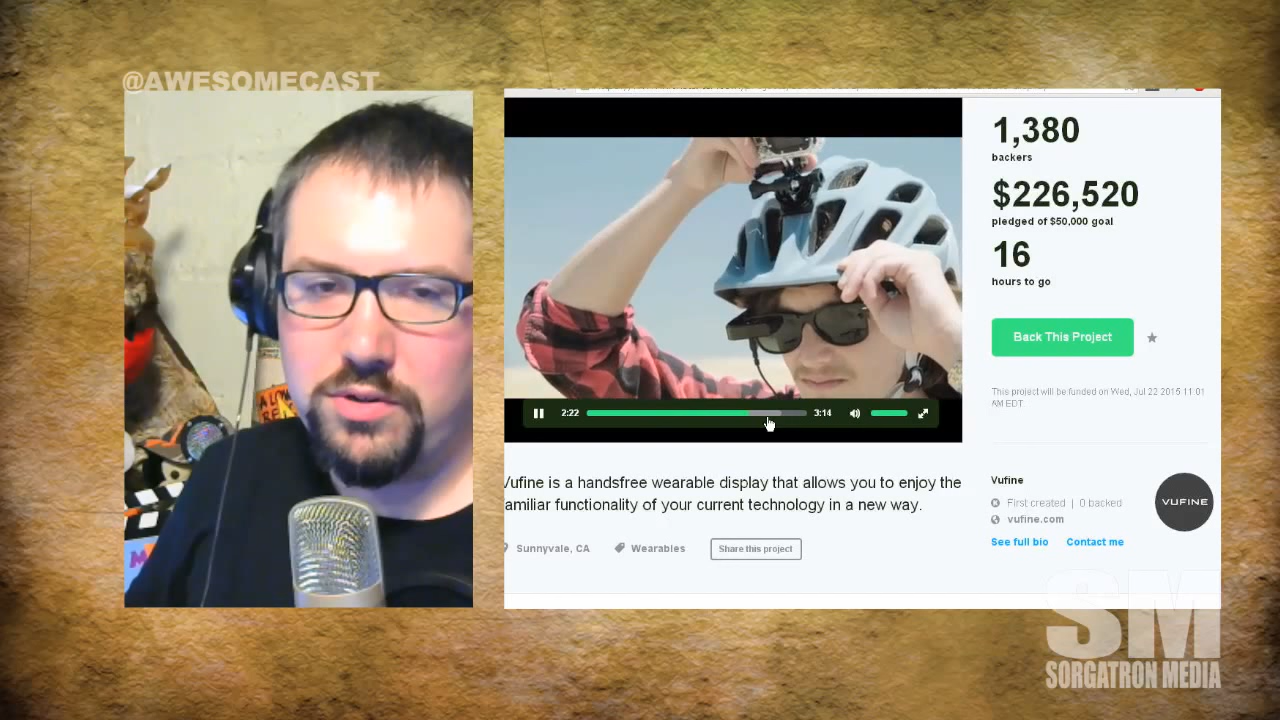 @AWESOMECAST
1,380
backers
$226,520
pledged of $50,000 goal
16
hours to go
Back This Project
This project will be funded on Wed, Jul 22 2015 11:01
AM EDT.
2:22
3:14
Vufine is a handsfree wearable display that allows you to enjoy the
familiar functionality of your current technology in a new way.
Sunnyvale, CA
Wearables
Share this project
Vufine
First created | 0 backed
vufine.com
See full bio
Contact me
VUFINE
SM
SORGATRON MEDIA